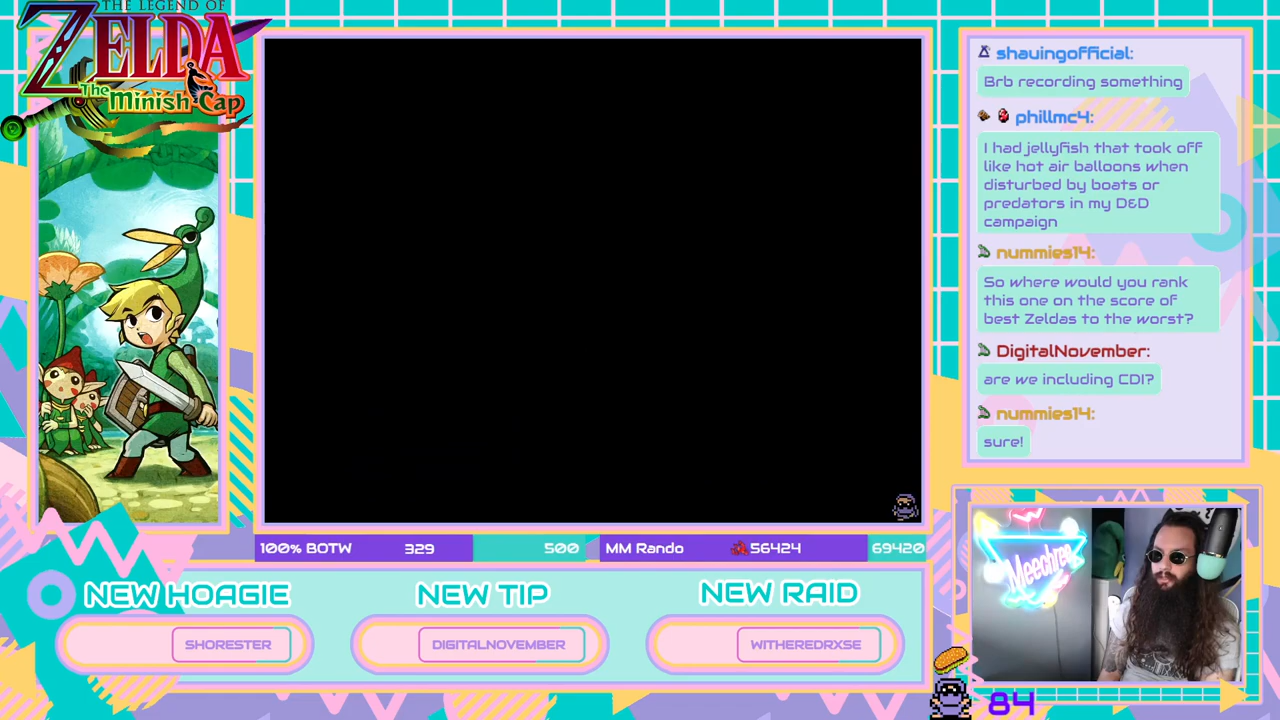 THE LEGEND OF
ZELDA
The Minish Cap
shauingofficial:
Brb recording something
phillmc4:
I had jellyfish that took off
like hot air balloons when
disturbed by boats or
predators in my D&D
campaign
nummies14:
So where would you rank
this one on the score of
best Zeldas to the worst?
DigitalNovember:
are we including CDI?
nummies14:
sure!
100% BOTW 329 500 MM Rando 56424 69420
NEW HOAGIE
SHORESTER
NEW TIP
DIGITALNOVEMBER
NEW RAID
WITHEREDRXSE
Meechree
84